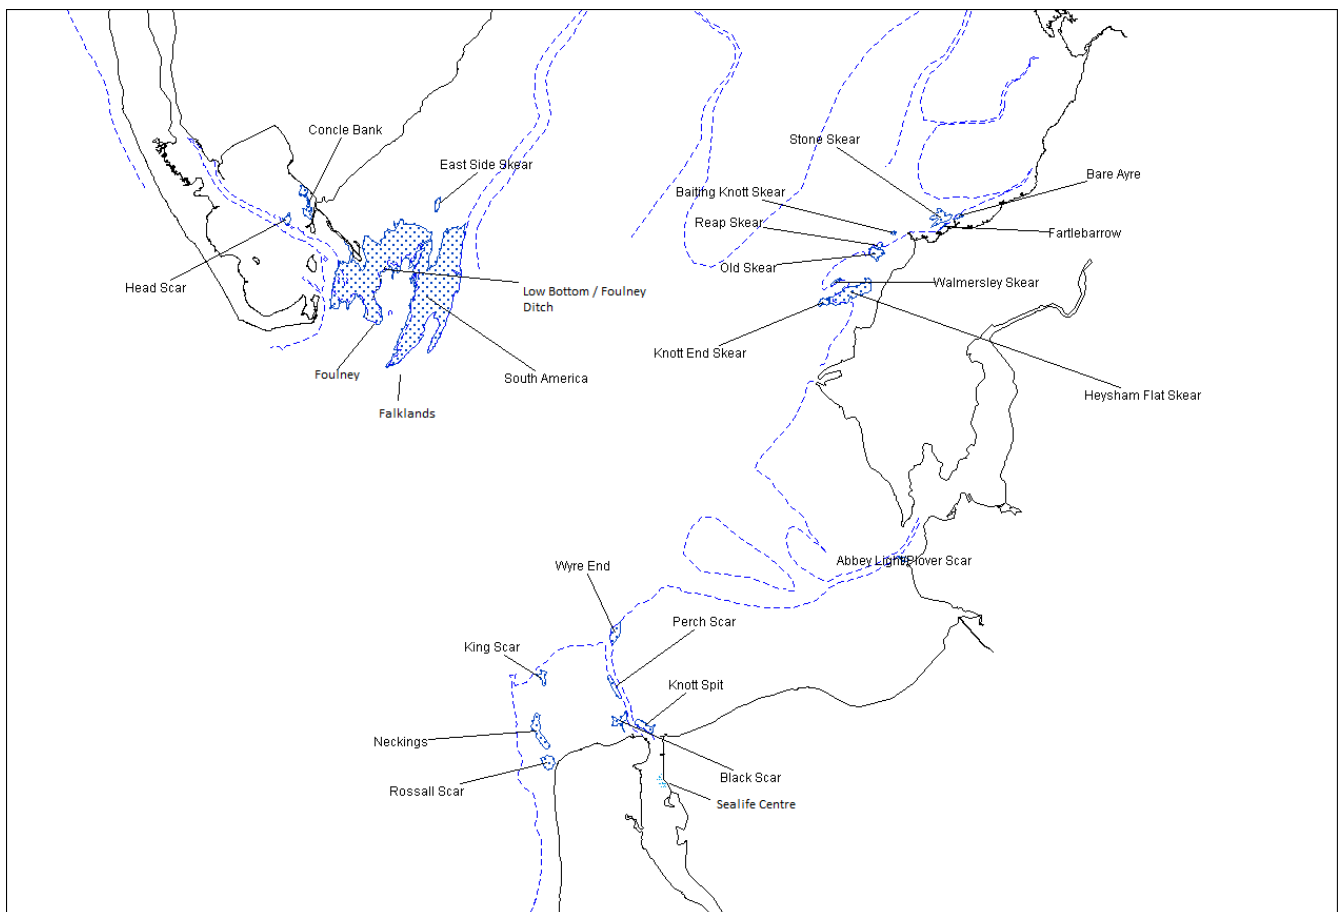 Concle Bank
Stone Skear
East Side Skear
Bare Ayre
Baiting Knott Skear
Reap Skear
Fartlebarrow
Old Skear
Head Scar
Low Bottom / Foulney
Ditch
Walmersley Skear
Knott End Skear
Foulney
South America
Heysham Flat Skear
Falklands
Abbey Light/Plover Scar
Wyre End
Perch Scar
King Scar
Knott Spit
Neckings
Black Scar
Rossall Scar
Sealife Centre